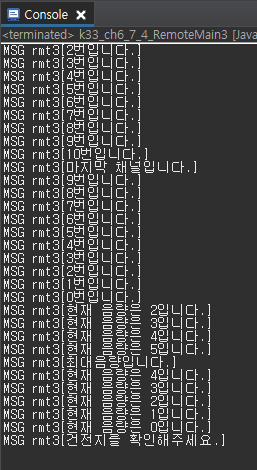 Console
<terminated> k33_ch6_7_4_RemoteMain3 [Java
MSG rmt3[2번입니다.]
MSG rmt3[3번입니다.]
MSG rmt3[4번입니다.]
MSG rmt3[5번입니다.]
MSG rmt3[6번입니다.]
MSG rmt3[7번입니다.]
MSG rmt3[8번입니다.]
MSG rmt3[9번입니다.]
MSG rmt3[10번입니다.]
MSG rmt3[마지막 채널입니다.]
MSG rmt3[9번입니다.]
MSG rmt3[8번입니다.]
MSG rmt3[7번입니다.]
MSG rmt3[6번입니다.]
MSG rmt3[5번입니다.]
MSG rmt3[4번입니다.]
MSG rmt3[3번입니다.]
MSG rmt3[2번입니다.]
MSG rmt3[1번입니다.]
MSG rmt3[0번입니다.]
MSG rmt3[현재 음량은 2입니다.]
MSG rmt3[현재 음량은 3입니다.]
MSG rmt3[현재 음량은 4입니다.]
MSG rmt3[현재 음량은 5입니다.]
MSG rmt3[최대음량입니다.]
MSG rmt3[현재 음량은 4입니다.]
MSG rmt3[현재 음량은 3입니다.]
MSG rmt3[현재 음량은 2입니다.]
MSG rmt3[현재 음량은 1입니다.]
MSG rmt3[현재 음량은 0입니다.]
MSG rmt3[건전지를 확인해주세요.]